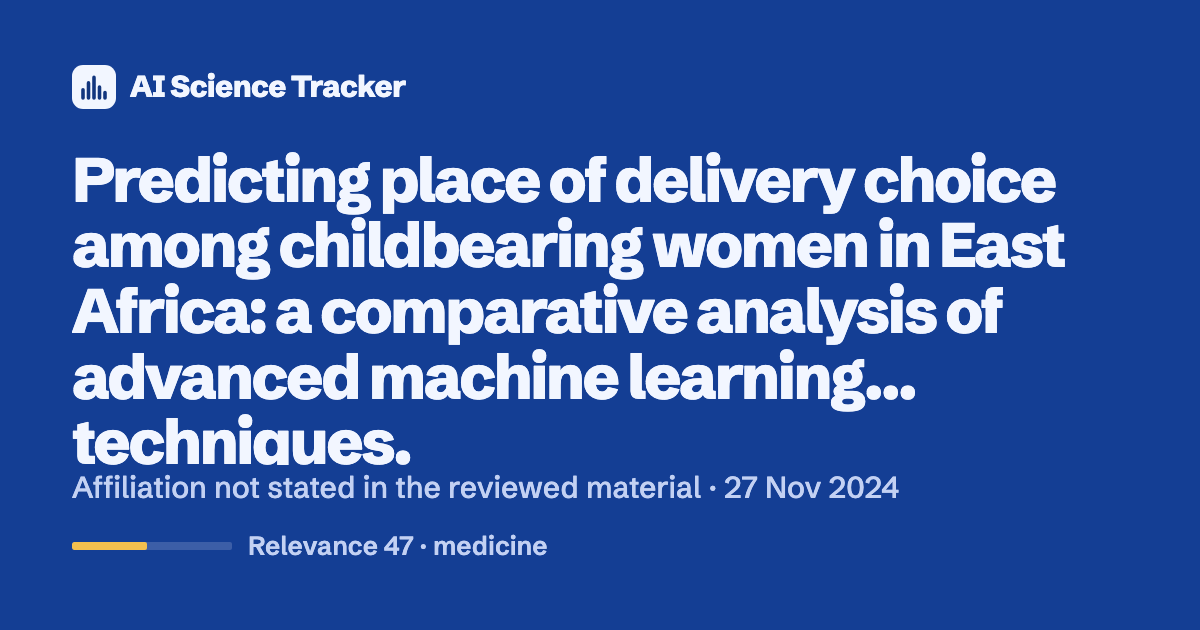 AI Science Tracker
Predicting place of delivery choice
among childbearing women in East
Africa: a comparative analysis of
advanced machine learning...
techniques.
Affiliation not stated in the reviewed material · 27 Nov 2024
Relevance 47 · medicine